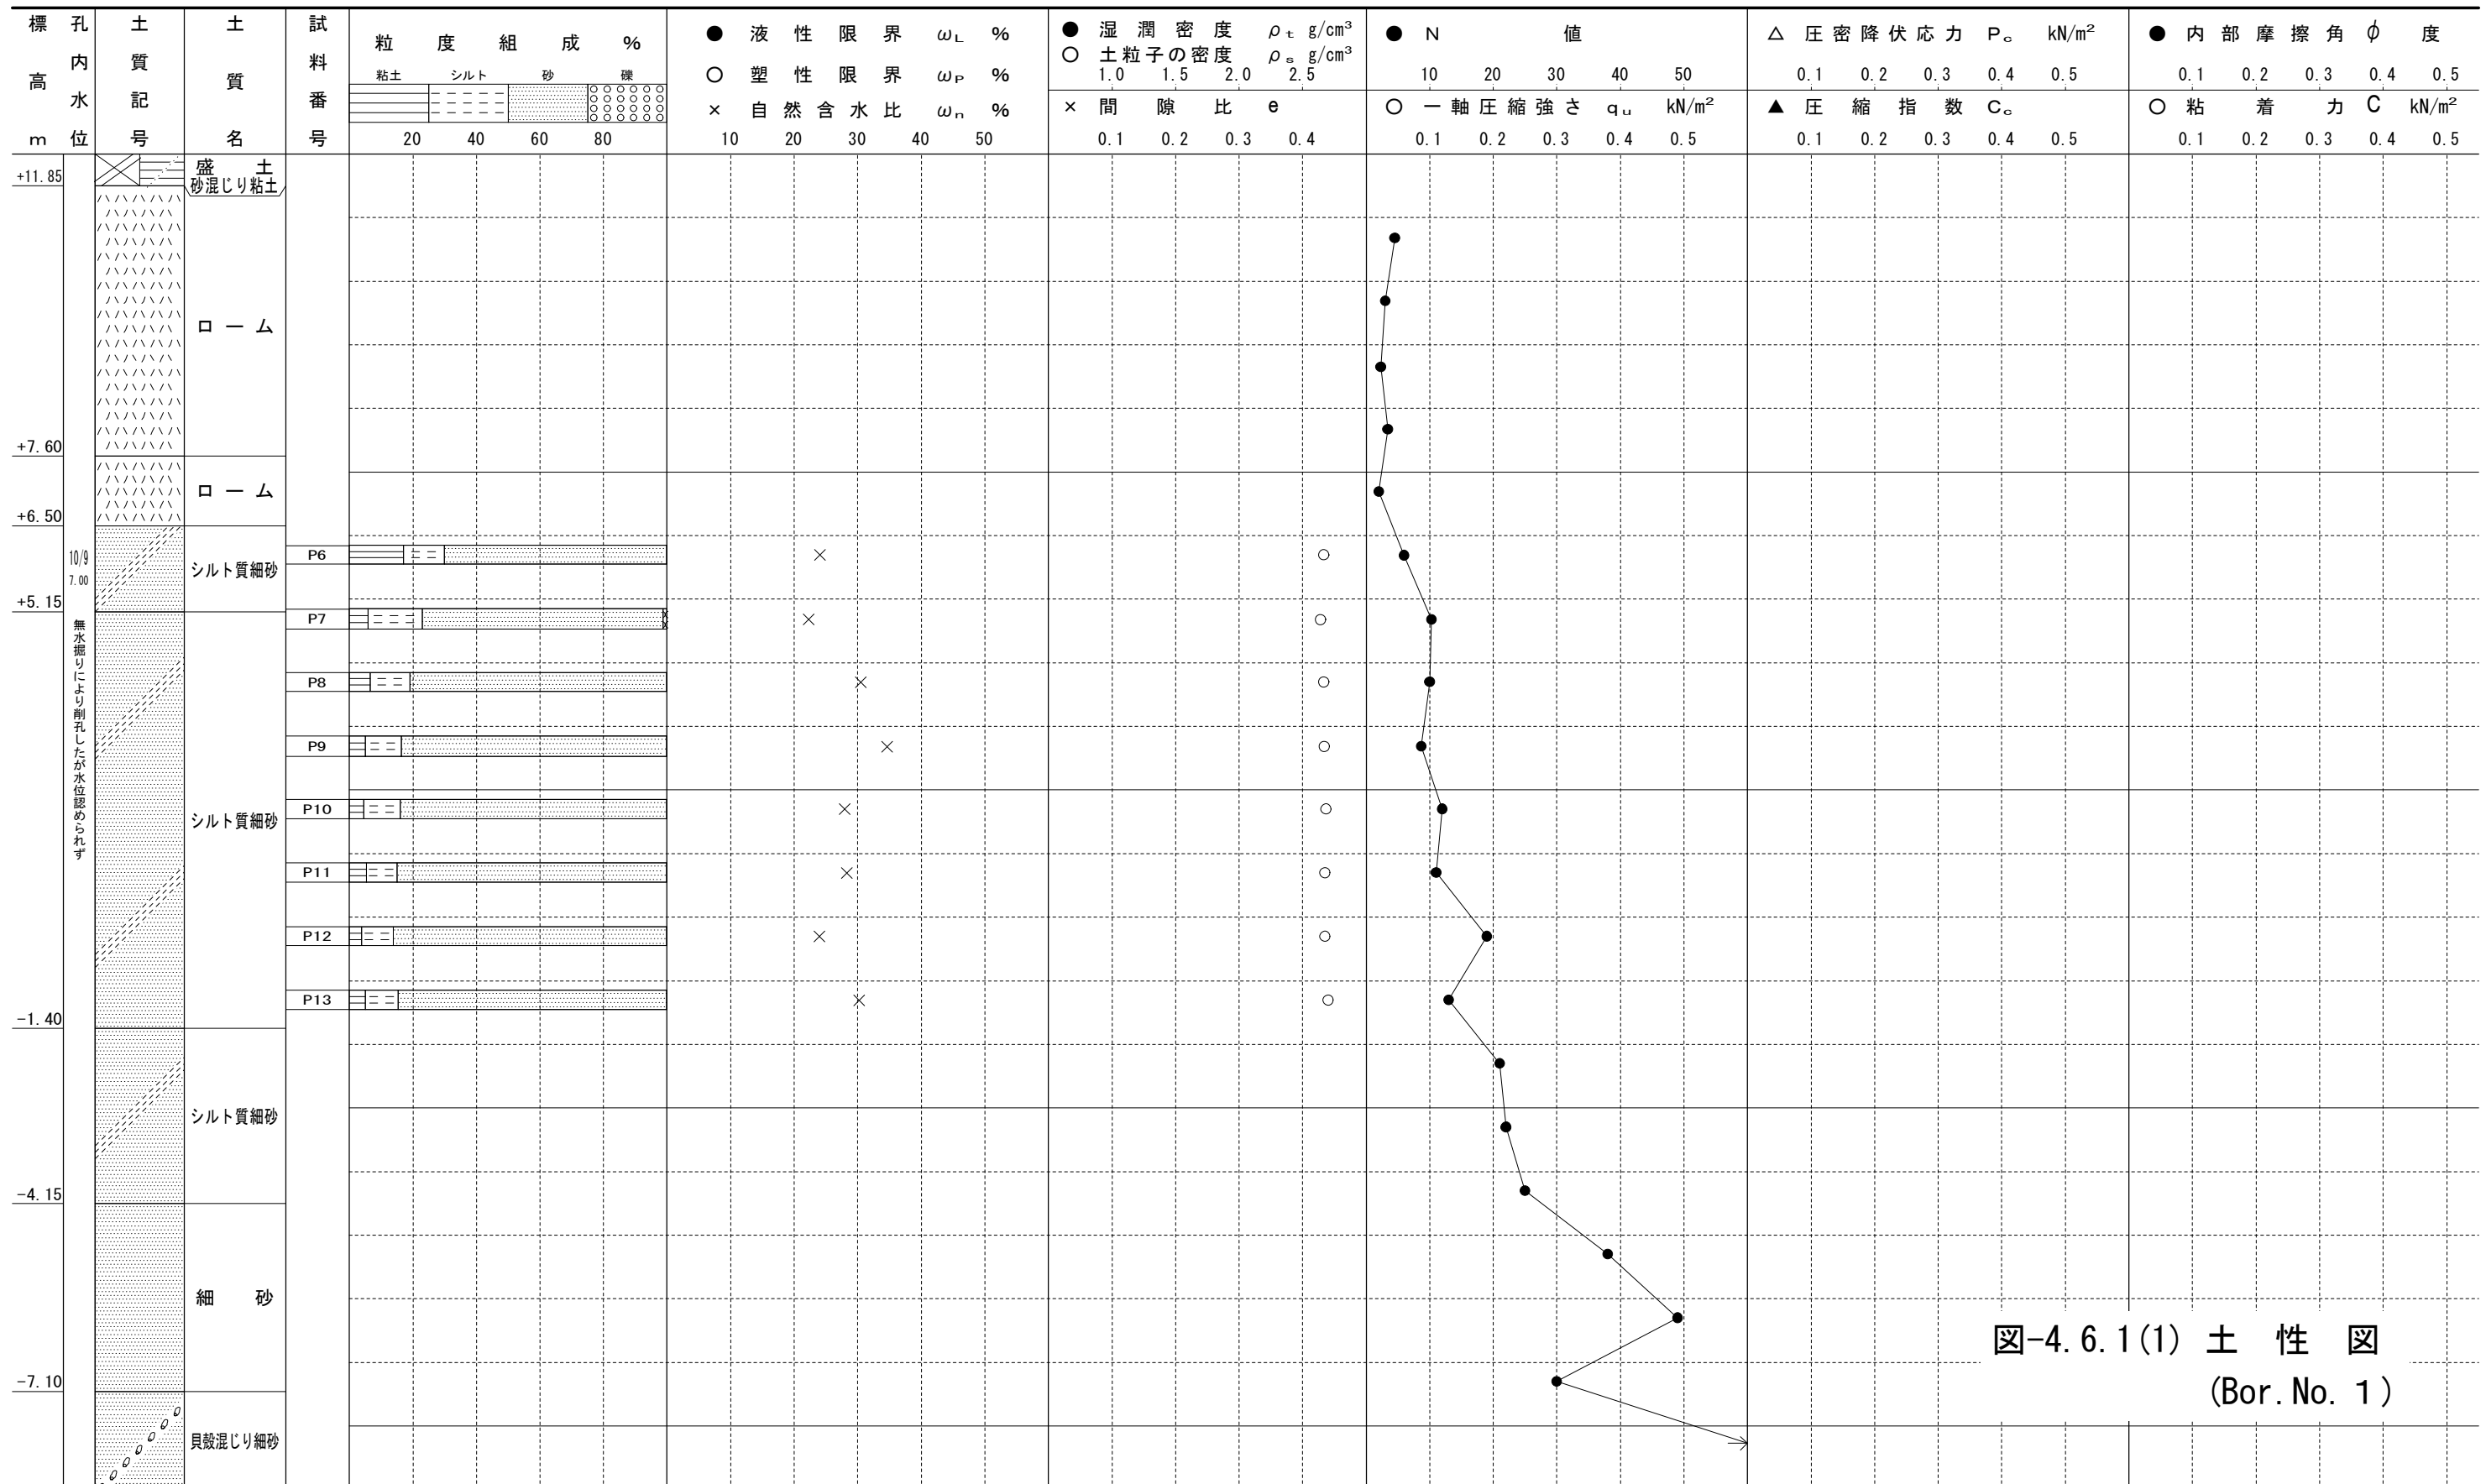 標高 m
孔内水位
土質記号
土質名
試料番号
粒度組成 %
粘土 シルト 砂 礫
20 40 60 80
● 液性限界 ωL %
○ 塑性限界 ωP %
× 自然含水比 ωn %
10 20 30 40 50
● 湿潤密度 ρt g/cm³
○ 土粒子の密度 ρs g/cm³
1.0 1.5 2.0 2.5
× 間隙比 e
0.1 0.2 0.3 0.4
● N値
10 20 30 40 50
○ 一軸圧縮強さ qu kN/m²
0.1 0.2 0.3 0.4 0.5
△ 圧密降伏応力 Pc kN/m²
0.1 0.2 0.3 0.4 0.5
▲ 圧縮指数 Cc
0.1 0.2 0.3 0.4 0.5
● 内部摩擦角 φ 度
0.1 0.2 0.3 0.4 0.5
○ 粘着力 C kN/m²
0.1 0.2 0.3 0.4 0.5
盛土
+11.85
砂混じり粘土
ローム
+7.60
ローム
+6.50
P6
10/9
シルト質細砂
7.00
+5.15
P7
無水掘りにより削孔したが水位認められず
P8
P9
P10
シルト質細砂
P11
P12
P13
-1.40
シルト質細砂
-4.15
細砂
-7.10
貝殻混じり細砂
図-4.6.1(1) 土性図
(Bor.No.1)